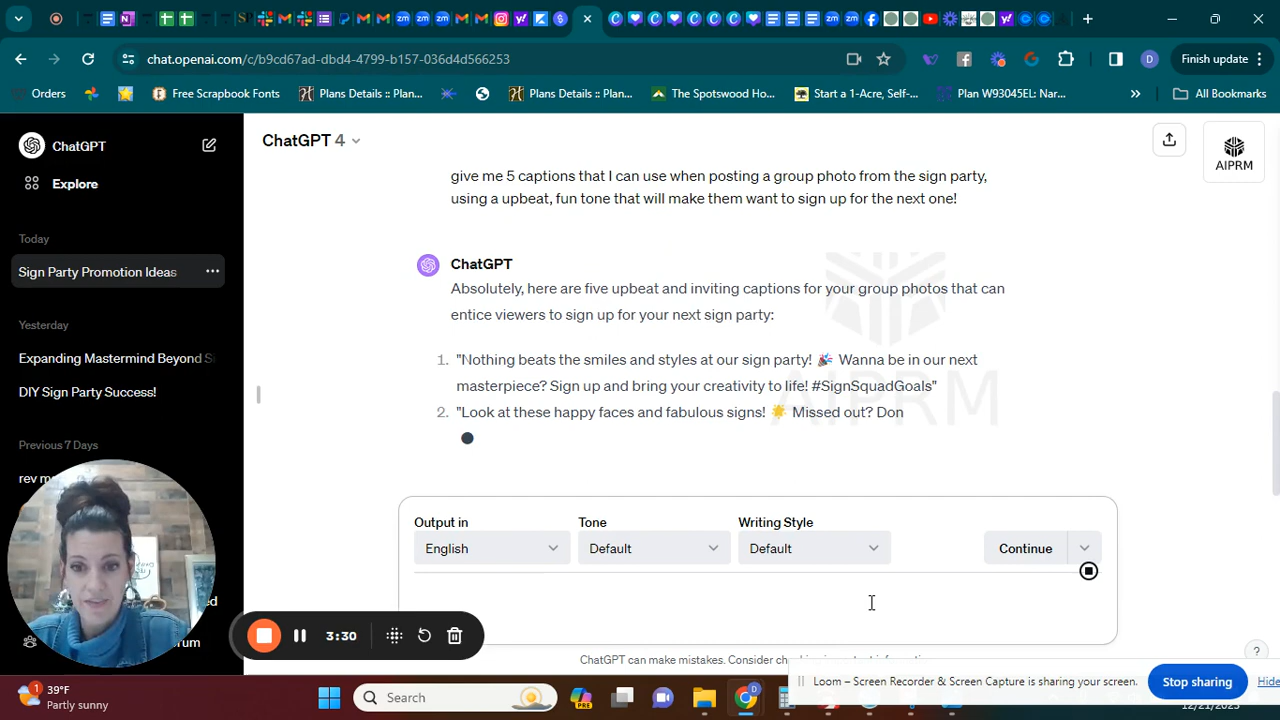 chat.openai.com/c/b9cd67ad-dbd4-4799-b157-036d4d566253
Finish update
Orders
Free Scrapbook Fonts
Plans Details :: Plan...
Plans Details :: Plan...
The Spotswood Ho...
Start a 1-Acre, Self-...
Plan W93045EL: Nar...
»
All Bookmarks
ChatGPT
Explore
Today
Sign Party Promotion Ideas
Yesterday
Expanding Mastermind Beyond S
DIY Sign Party Success!
Previous 7 Days
rev m
ChatGPT 4
AIPRM
give me 5 captions that I can use when posting a group photo from the sign party,
using a upbeat, fun tone that will make them want to sign up for the next one!
ChatGPT
Absolutely, here are five upbeat and inviting captions for your group photos that can
entice viewers to sign up for your next sign party:
1. "Nothing beats the smiles and styles at our sign party! 🎉 Wanna be in our next
masterpiece? Sign up and bring your creativity to life! #SignSquadGoals"
2. "Look at these happy faces and fabulous signs! 🌟 Missed out? Don
AIPRM
Output in
Tone
Writing Style
English
Default
Default
Continue
3:30
ChatGPT can make mistakes. Consider
Loom – Screen Recorder & Screen Capture is sharing your screen.
Stop sharing
Hide
1
39°F
Partly sunny
Search
PRE
12/21/2023